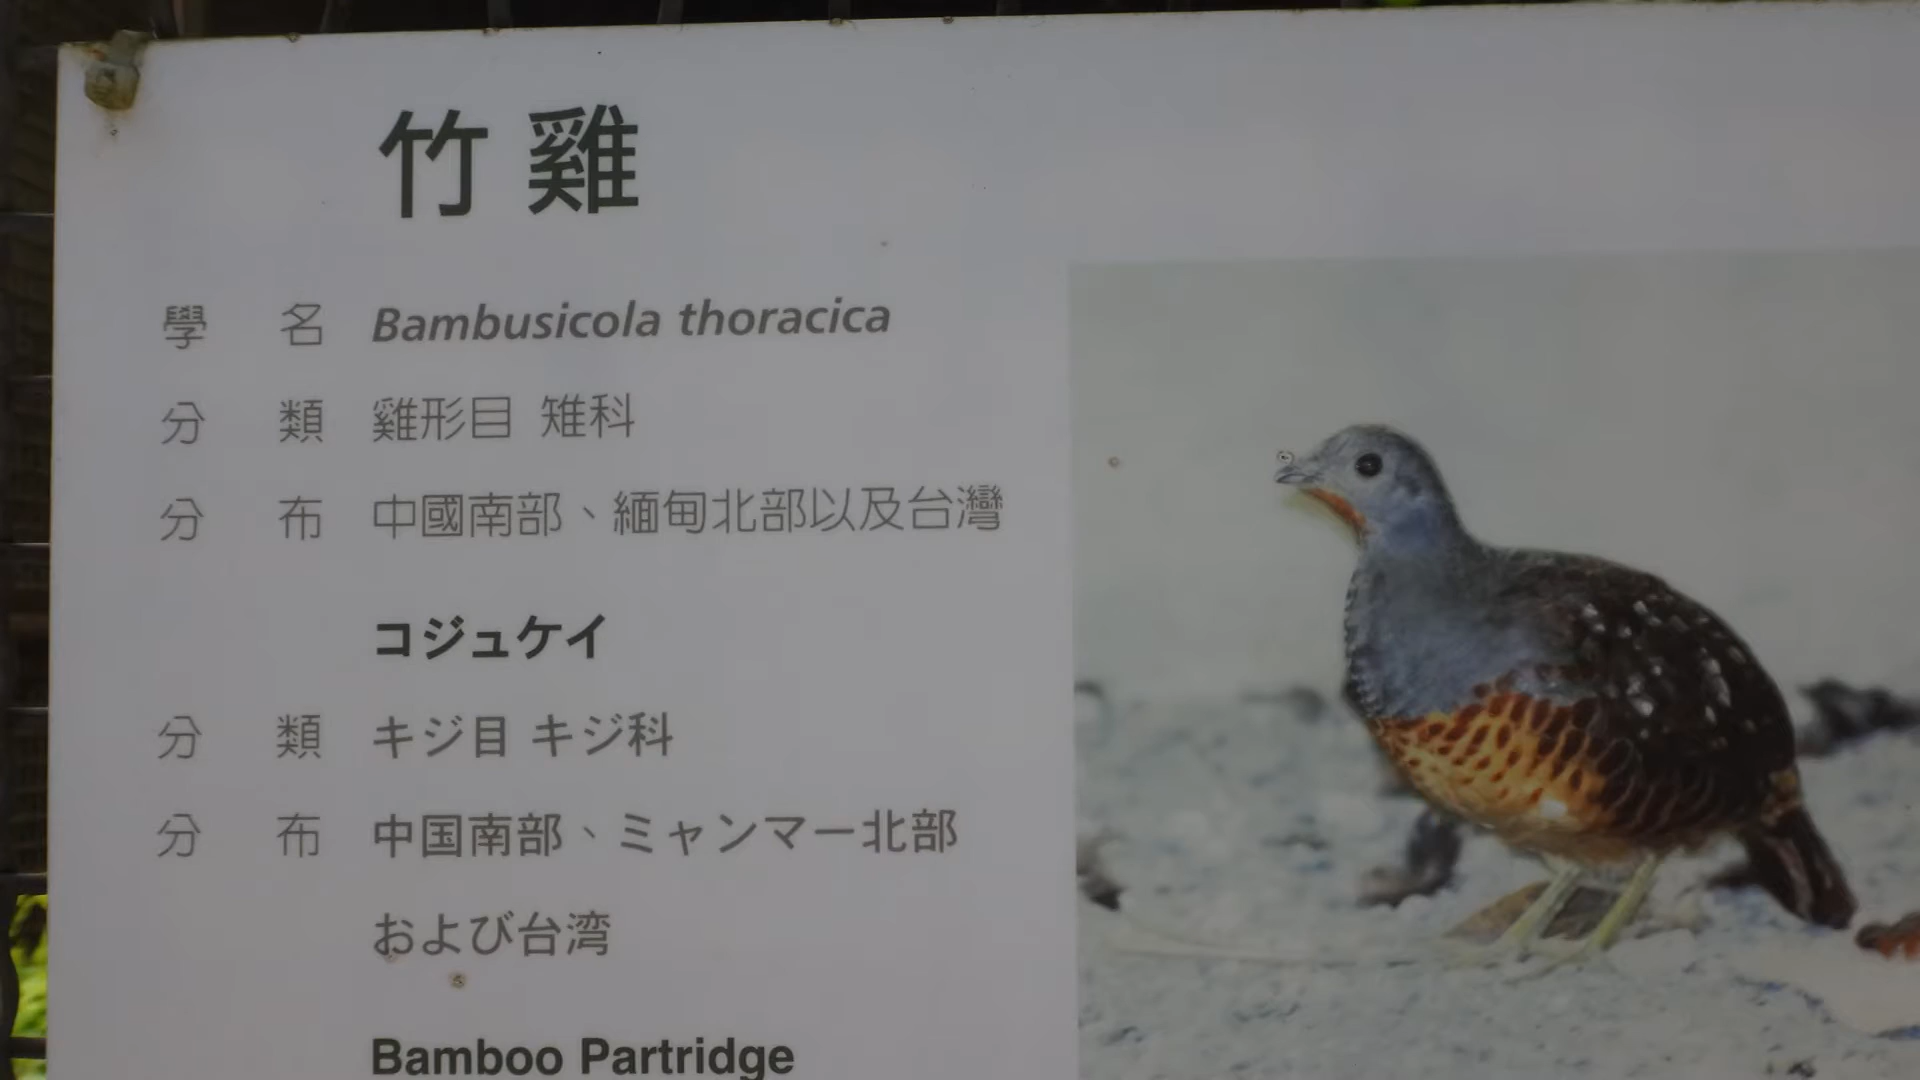 竹雞
學名 Bambusicola thoracica
分類 雞形目 雉科
分布 中國南部、緬甸北部以及台灣
コジュケイ
分類 キジ目 キジ科
分布 中国南部、ミャンマー北部
および台湾
Bamboo Partridge